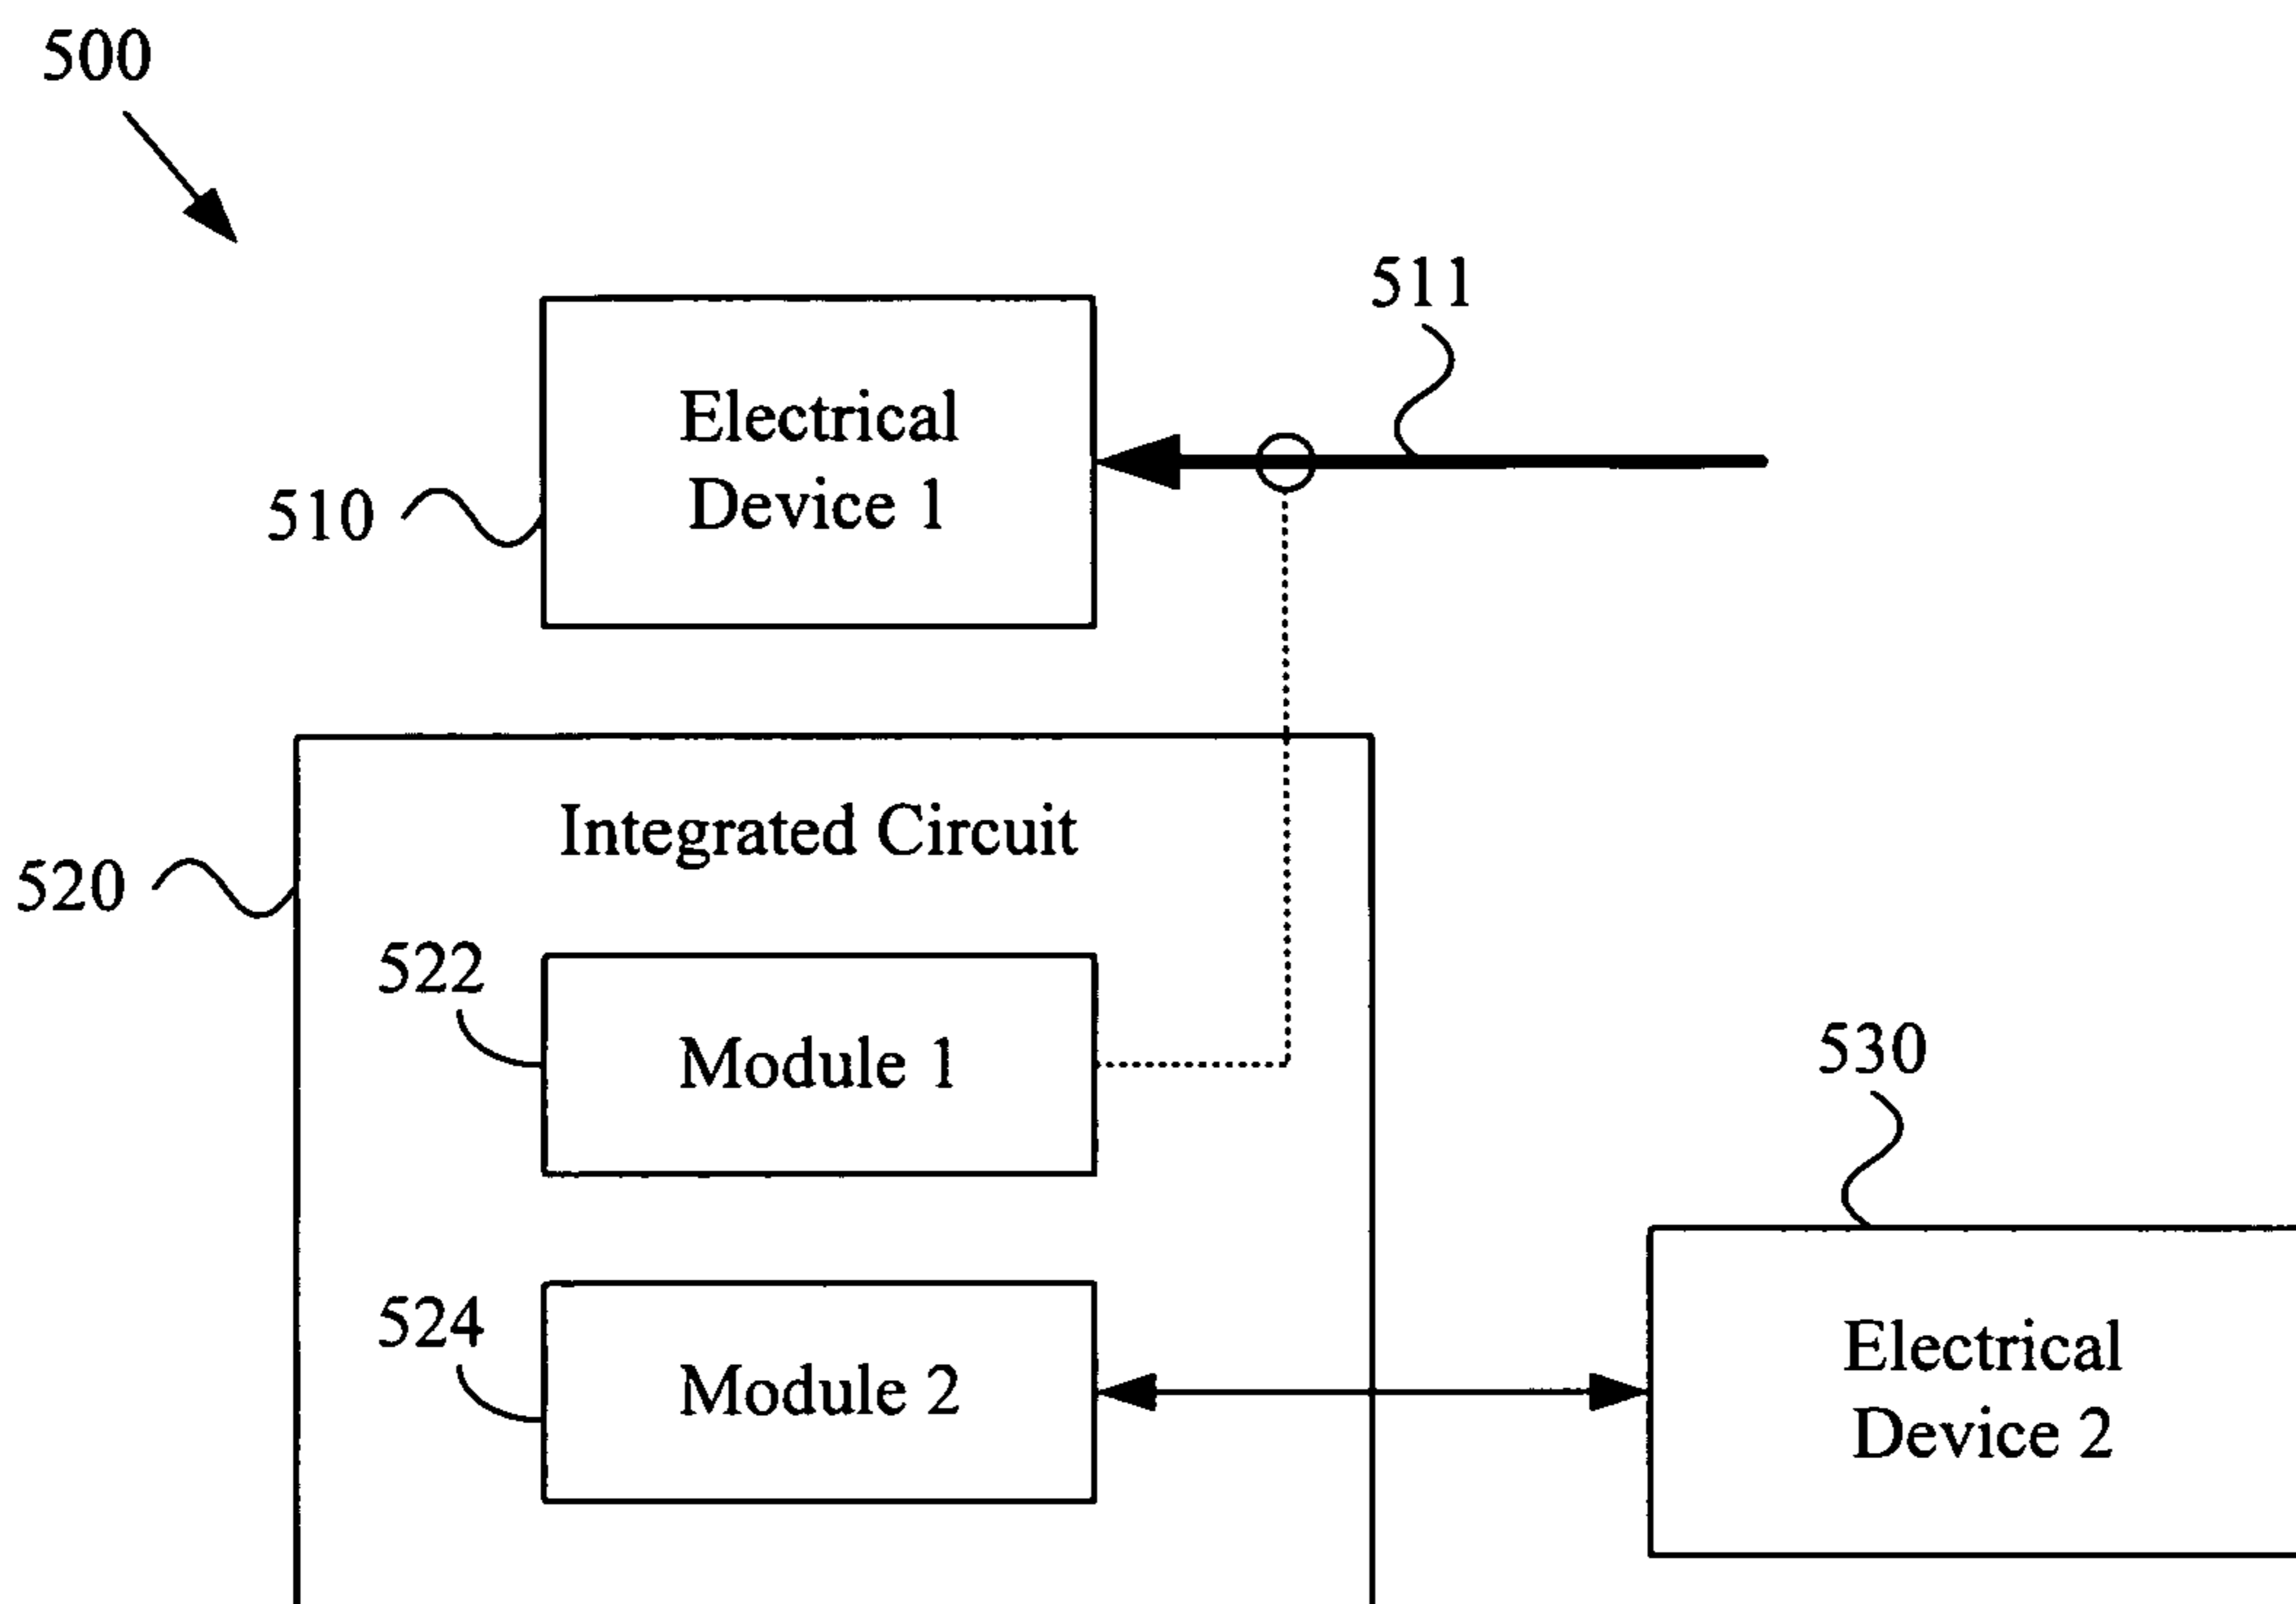 500
511
Electrical
Device 1
510
Integrated Circuit
520
522
Module 1
530
524
Module 2
Electrical
Device 2